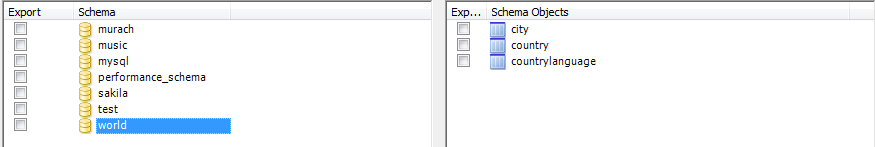 Export Schema
murach
music
mysql
performance_schema
sakila
test
world
Exp... Schema Objects
city
country
countrylanguage